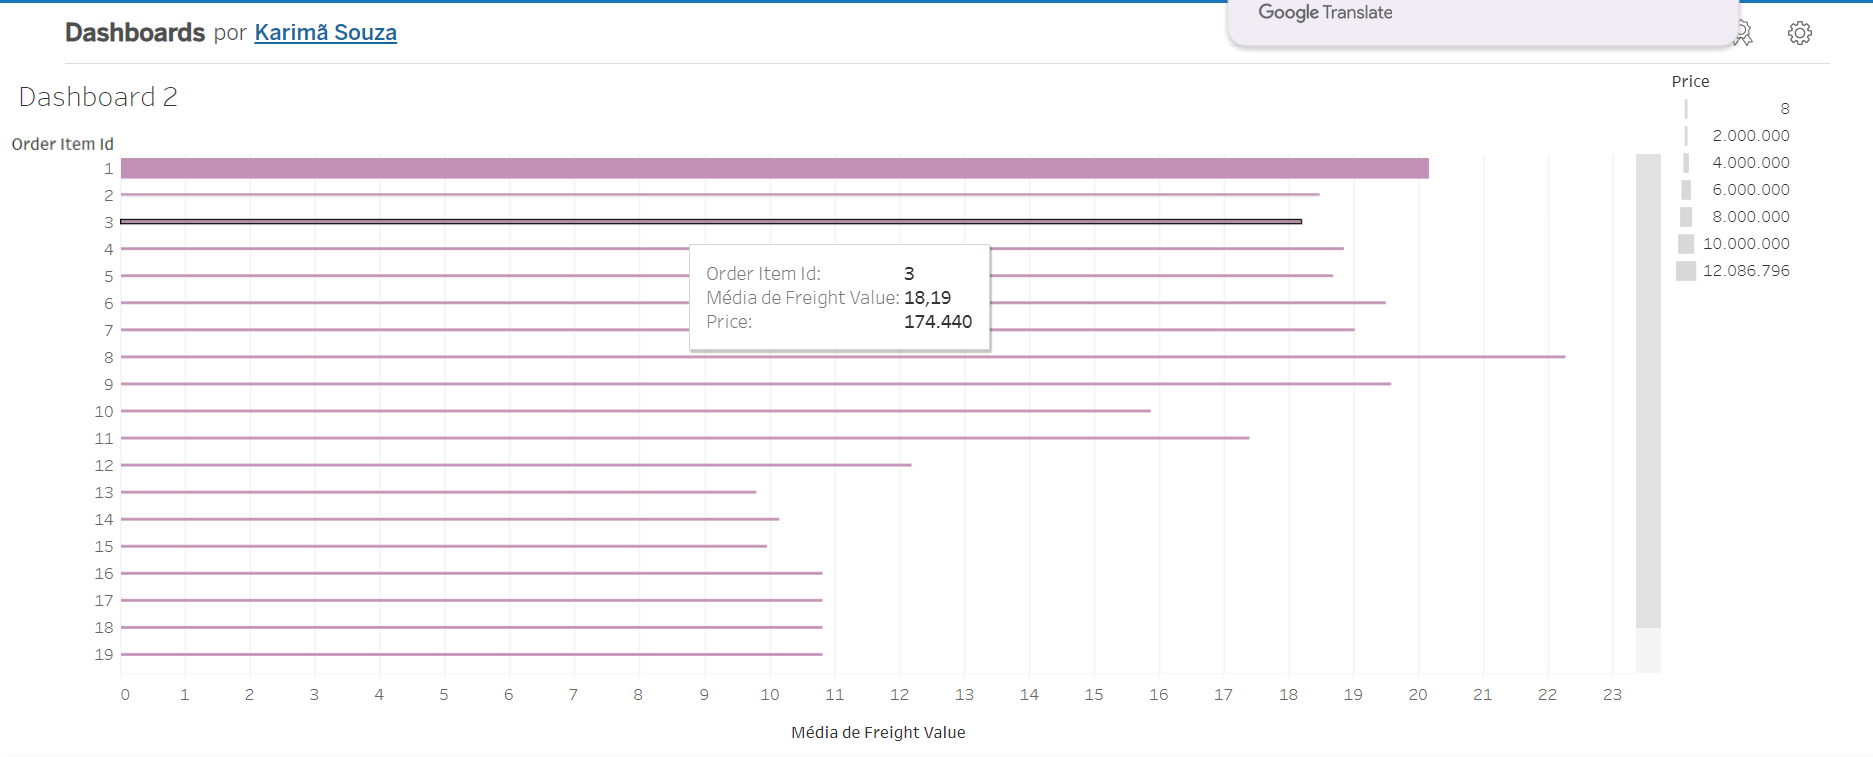 Google Translate
Dashboards por Karimã Souza
Dashboard 2
Price
8
2.000.000
4.000.000
6.000.000
8.000.000
10.000.000
12.086.796
Order Item Id
1
2
3
4
5
6
7
8
9
10
11
12
13
14
15
16
17
18
19
Order Item Id: 3
Média de Freight Value: 18,19
Price: 174.440
0 1 2 3 4 5 6 7 8 9 10 11 12 13 14 15 16 17 18 19 20 21 22 23
Média de Freight Value